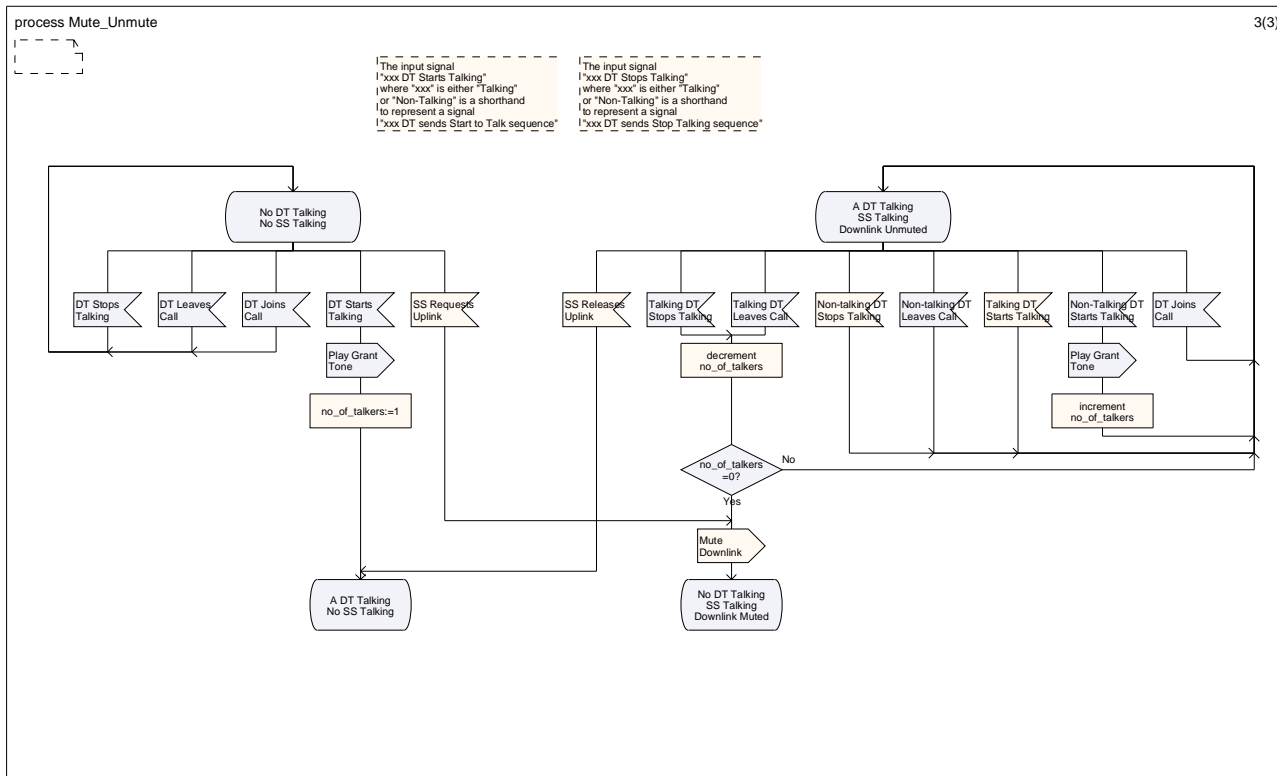 process Mute_Unmute
3(3)
The input signal
"xxx DT Starts Talking"
where "xxx" is either "Talking"
or "Non-Talking" is a shorthand
to represent a signal
"xxx DT sends Start to Talk sequence"
The input signal
"xxx DT Stops Talking"
where "xxx" is either "Talking"
or "Non-Talking" is a shorthand
to represent a signal
"xxx DT sends Stop Talking sequence"
No DT Talking
No SS Talking
A DT Talking
SS Talking
Downlink Unmuted
DT Stops
Talking
DT Leaves
Call
DT Joins
Call
DT Starts
Talking
SS Requests
Uplink
SS Releases
Uplink
Talking DT
Stops Talking
Talking DT
Leaves Call
Non-talking DT
Stops Talking
Non-talking DT
Leaves Call
Talking DT
Starts Talking
Non-Talking DT
Starts Talking
DT Joins
Call
Play Grant
Tone
decrement
no_of_talkers
Play Grant
Tone
no_of_talkers:=1
increment
no_of_talkers
no_of_talkers
=0?
No
Yes
Mute
Downlink
A DT Talking
No SS Talking
No DT Talking
SS Talking
Downlink Muted